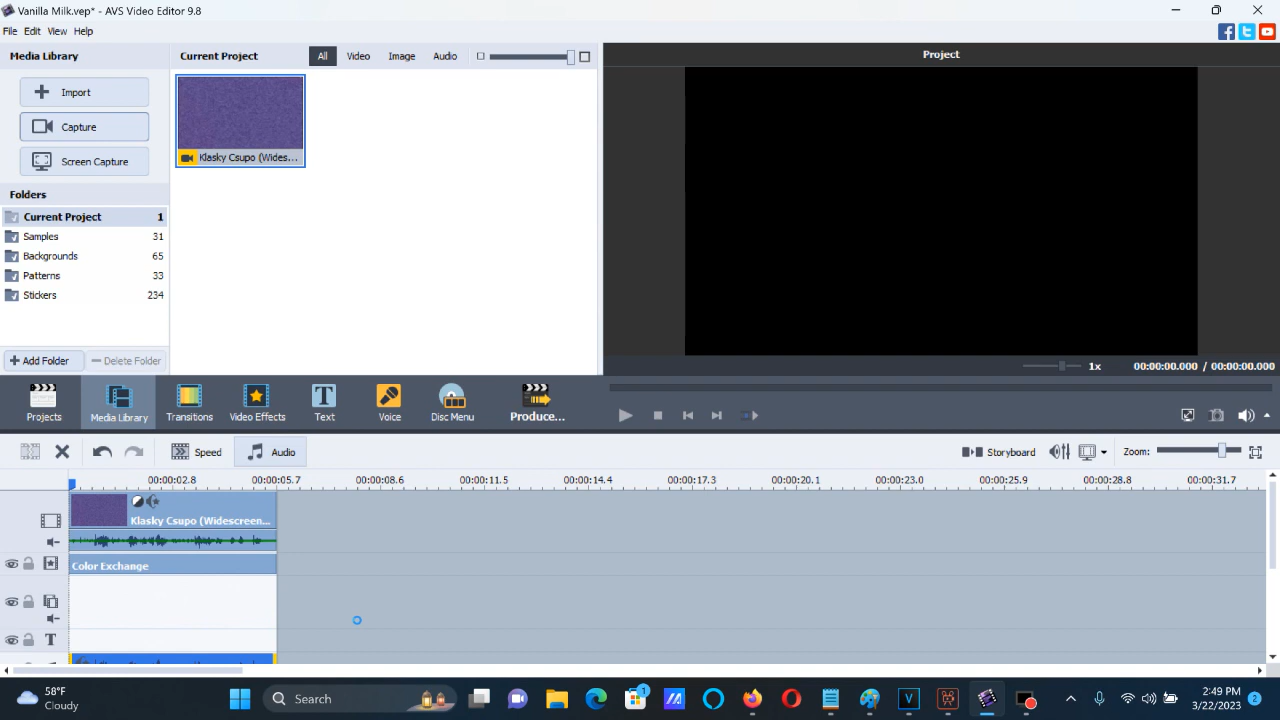 Vanilla Milk.vep* - AVS Video Editor 9.8
File Edit View Help
Media Library
Current Project
All Video Image Audio
Project
Import
Capture
Screen Capture
Klasky Csupo (Wides...
Folders
Current Project 1
Samples 31
Backgrounds 65
Patterns 33
Stickers 234
Add Folder
Delete Folder
1x
00:00:00.000 / 00:00:00.000
Projects
Media Library
Transitions
Video Effects
Text
Voice
Disc Menu
Produce...
Speed
Audio
Storyboard
Zoom:
00:00:02.8 00:00:05.7 00:00:08.6 00:00:11.5 00:00:14.4 00:00:17.3 00:00:20.1 00:00:23.0 00:00:25.9 00:00:28.8 00:00:31.7
Klasky Csupo (Widescreen...
Color Exchange
T
58°F
Cloudy
Search
1
V
2:49 PM
3/22/2023
2